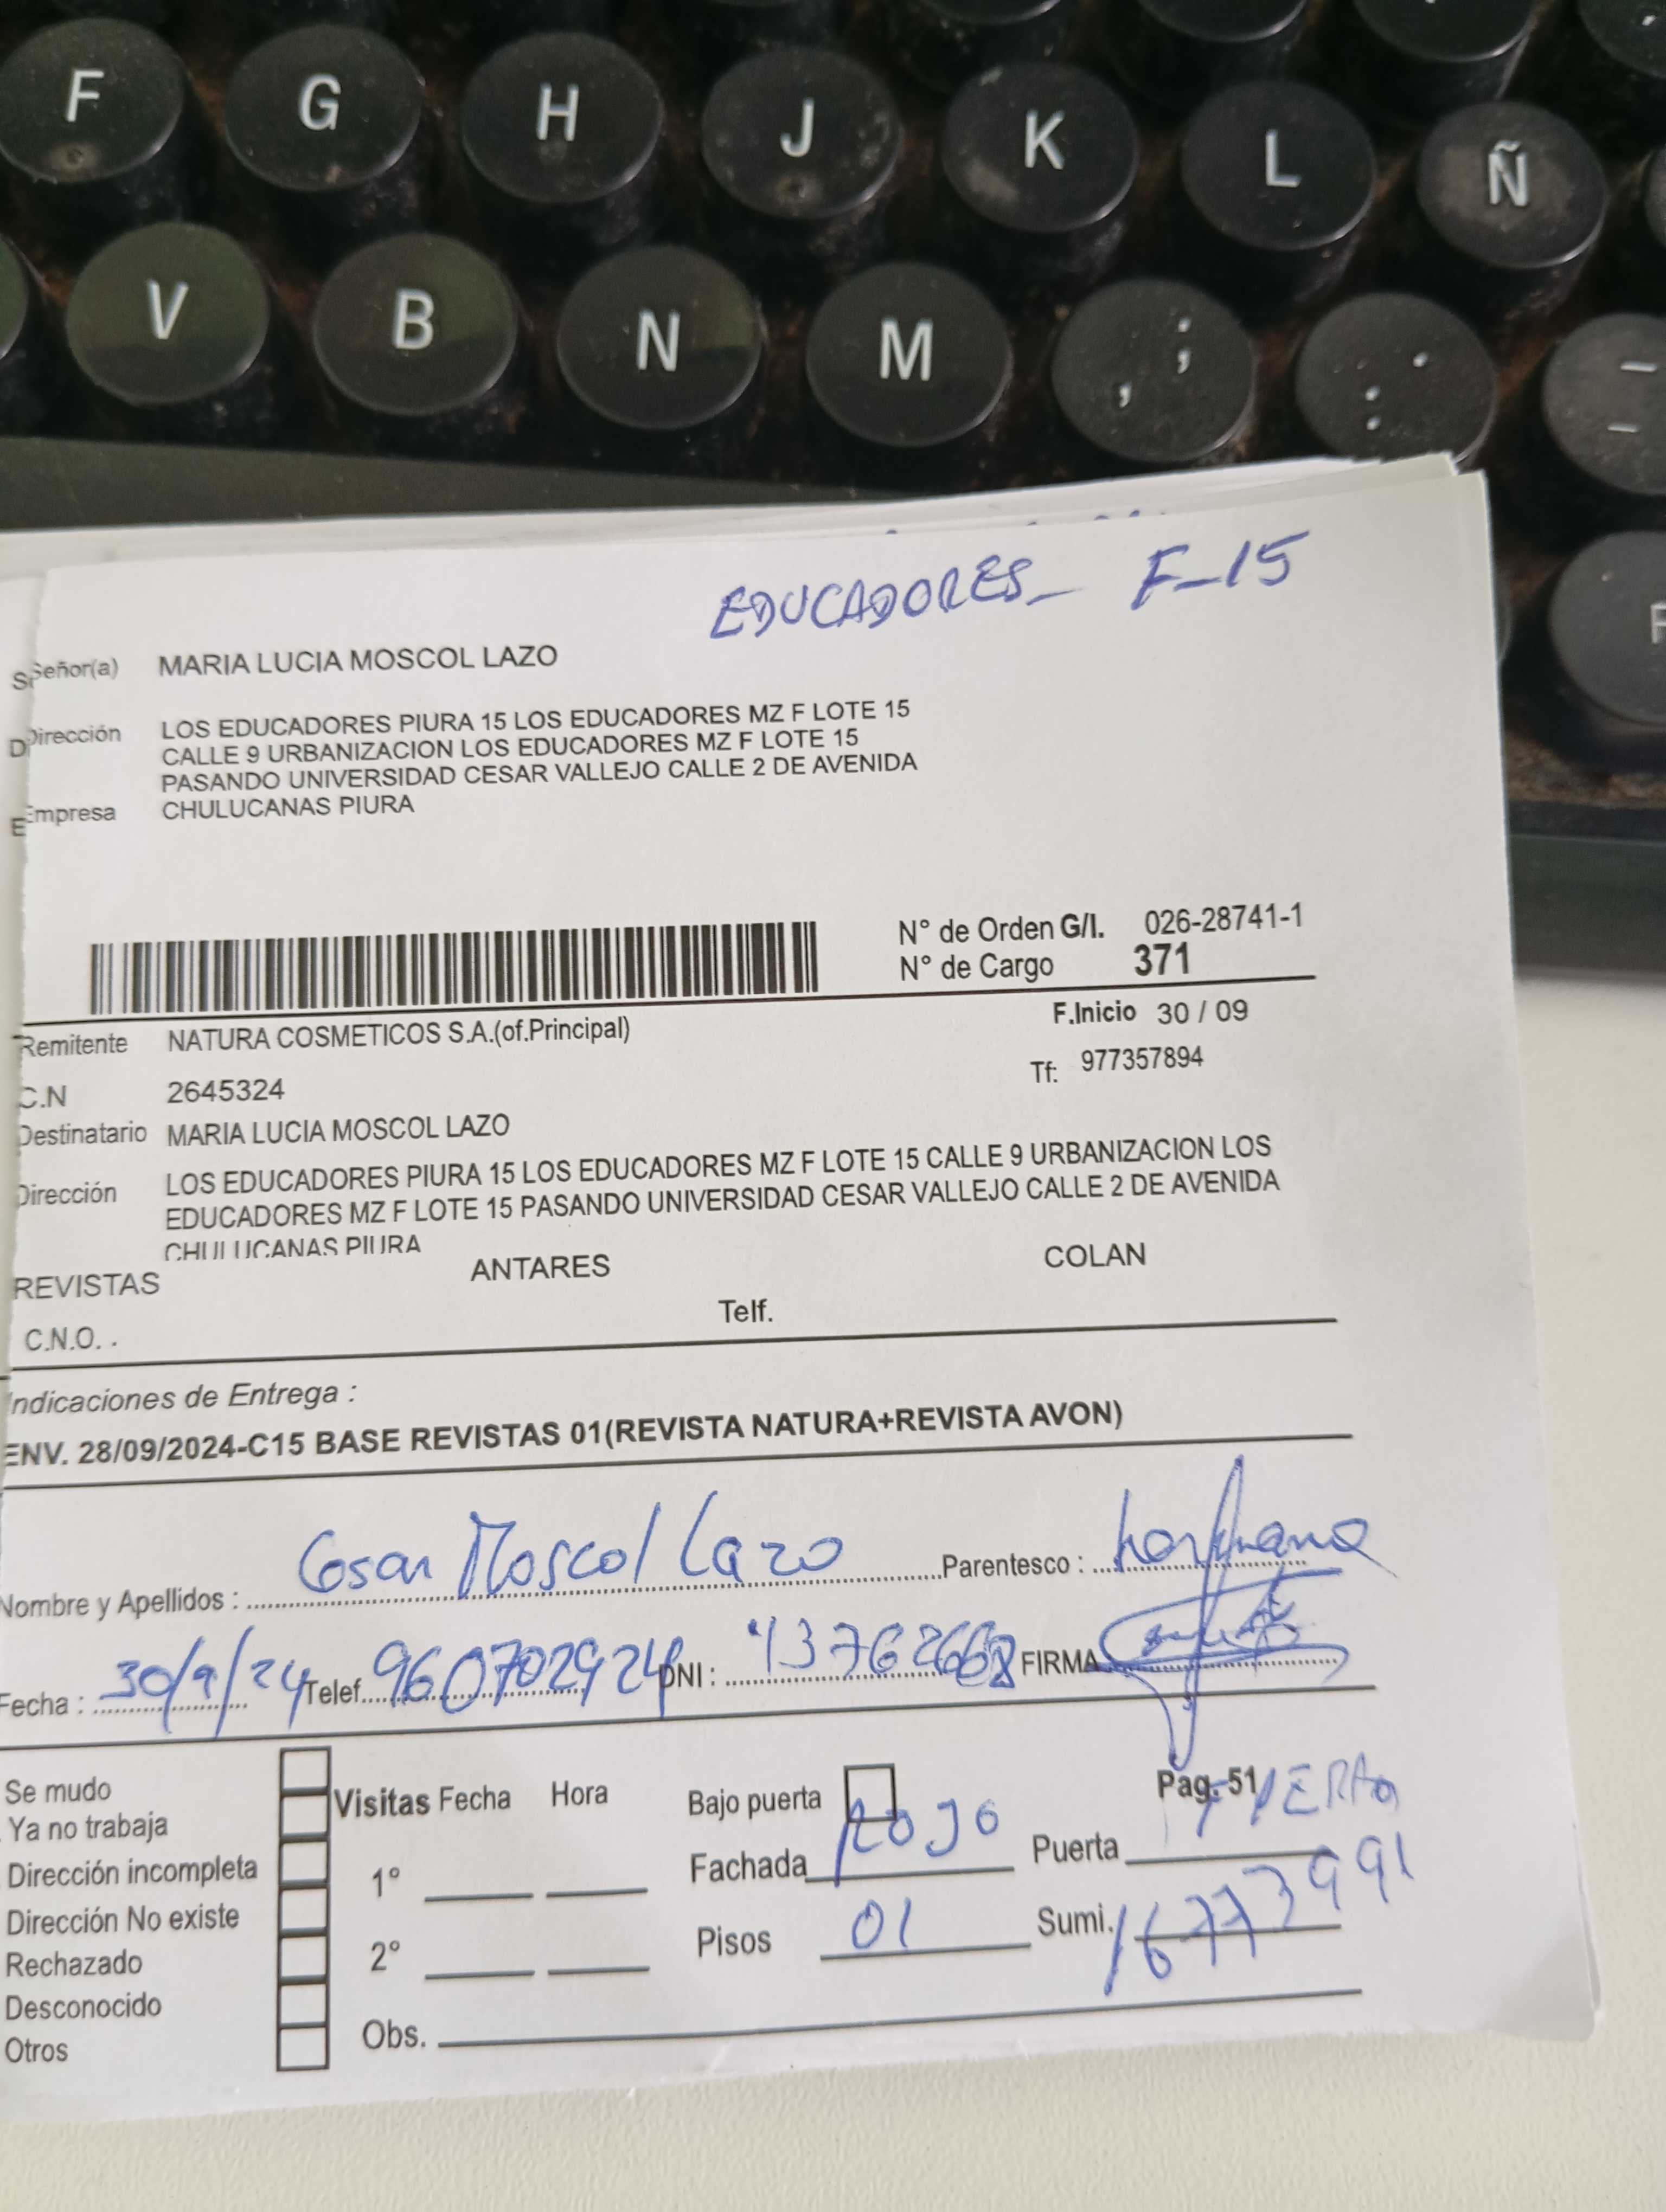 F G H J K L Ñ
V B N M , ; . :
EDUCADORES_ F_15
Señor(a) MARIA LUCIA MOSCOL LAZO
Dirección LOS EDUCADORES PIURA 15 LOS EDUCADORES MZ F LOTE 15
CALLE 9 URBANIZACION LOS EDUCADORES MZ F LOTE 15
PASANDO UNIVERSIDAD CESAR VALLEJO CALLE 2 DE AVENIDA
Empresa CHULUCANAS PIURA
N° de Orden G/I. 026-28741-1
N° de Cargo 371
Remitente NATURA COSMETICOS S.A.(of.Principal) F.Inicio 30 / 09
C.N 2645324 Tf: 977357894
Destinatario MARIA LUCIA MOSCOL LAZO
Dirección LOS EDUCADORES PIURA 15 LOS EDUCADORES MZ F LOTE 15 CALLE 9 URBANIZACION LOS
EDUCADORES MZ F LOTE 15 PASANDO UNIVERSIDAD CESAR VALLEJO CALLE 2 DE AVENIDA
CHULUCANAS PIURA
REVISTAS ANTARES COLAN
C.N.O. . Telf.
Indicaciones de Entrega :
ENV. 28/09/2024-C15 BASE REVISTAS 01(REVISTA NATURA+REVISTA AVON)
Nombre y Apellidos : Moscol Lazo Parentesco :
Fecha : 30/9/24 Telef. 960702924 DNI : FIRMA
Se mudo Visitas Fecha Hora Bajo puerta Pag. 51
Ya no trabaja
Dirección incompleta 1° Fachada ROJO Puerta
Dirección No existe
Rechazado 2° Pisos 01 Sumi. 16773991
Desconocido
Otros Obs.